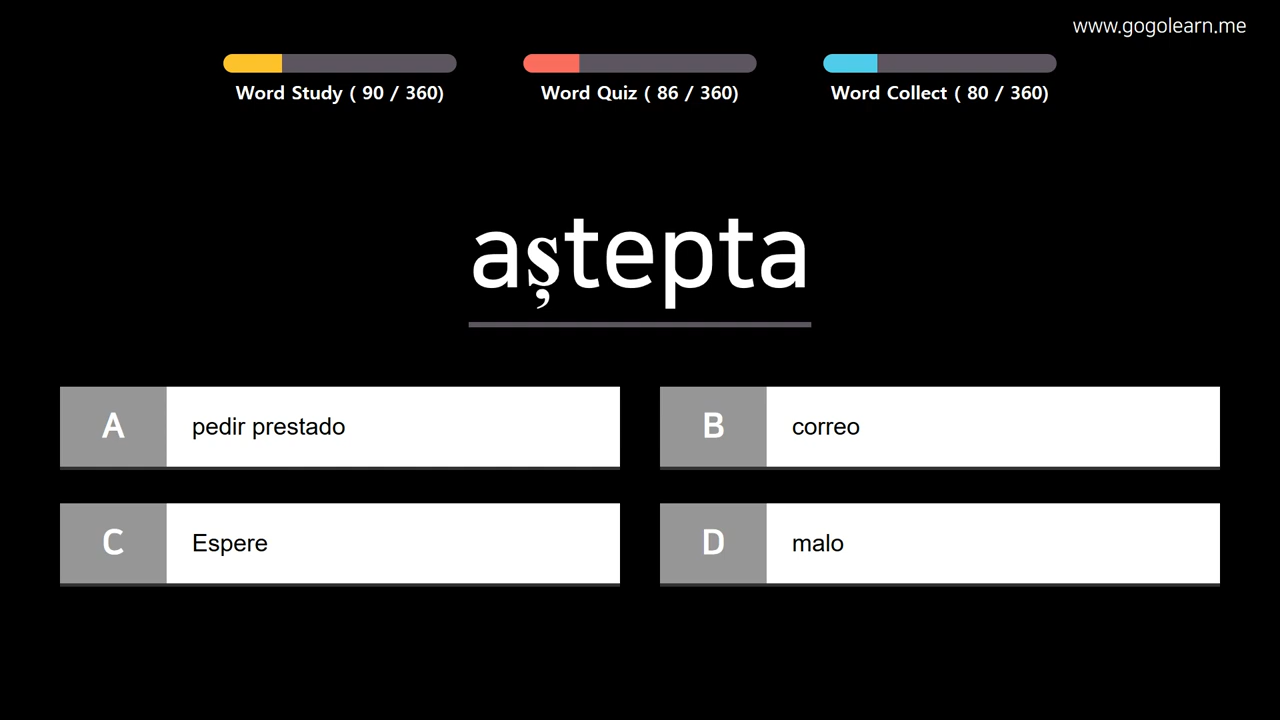 www.gogolearn.me
Word Study ( 90 / 360)
Word Quiz ( 86 / 360)
Word Collect ( 80 / 360)
aștepta
A pedir prestado
B correo
C Espere
D malo